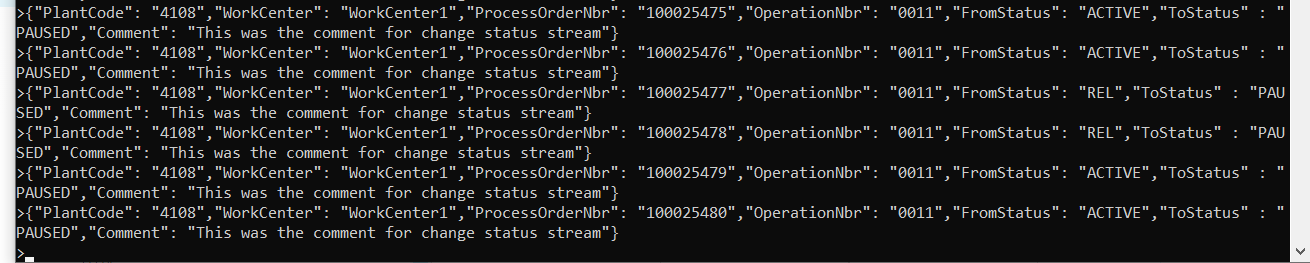 >{"PlantCode": "4108","WorkCenter": "WorkCenter1","ProcessOrderNbr": "100025475","OperationNbr": "0011","FromStatus": "ACTIVE","ToStatus" : "
PAUSED","Comment": "This was the comment for change status stream"}
>{"PlantCode": "4108","WorkCenter": "WorkCenter1","ProcessOrderNbr": "100025476","OperationNbr": "0011","FromStatus": "ACTIVE","ToStatus" : "
PAUSED","Comment": "This was the comment for change status stream"}
>{"PlantCode": "4108","WorkCenter": "WorkCenter1","ProcessOrderNbr": "100025477","OperationNbr": "0011","FromStatus": "REL","ToStatus" : "PAU
SED","Comment": "This was the comment for change status stream"}
>{"PlantCode": "4108","WorkCenter": "WorkCenter1","ProcessOrderNbr": "100025478","OperationNbr": "0011","FromStatus": "REL","ToStatus" : "PAU
SED","Comment": "This was the comment for change status stream"}
>{"PlantCode": "4108","WorkCenter": "WorkCenter1","ProcessOrderNbr": "100025479","OperationNbr": "0011","FromStatus": "ACTIVE","ToStatus" : "
PAUSED","Comment": "This was the comment for change status stream"}
>{"PlantCode": "4108","WorkCenter": "WorkCenter1","ProcessOrderNbr": "100025480","OperationNbr": "0011","FromStatus": "ACTIVE","ToStatus" : "
PAUSED","Comment": "This was the comment for change status stream"}
>